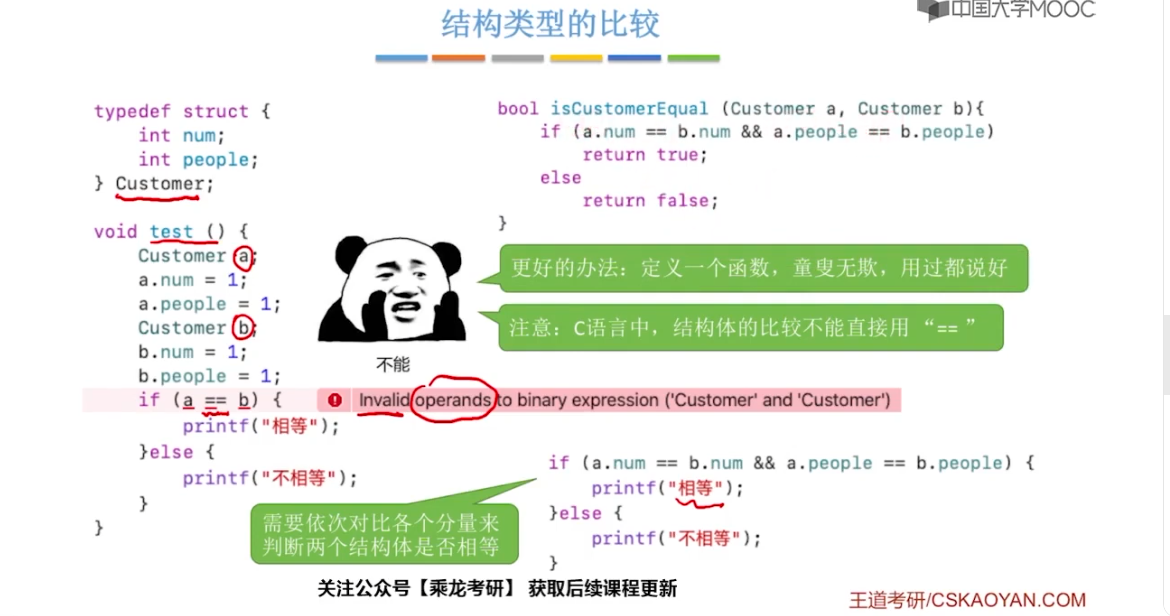 结构类型的比较
中国大学MOOC
typedef struct {
int num;
int people;
} Customer;
void test () {
Customer a;
a.num = 1;
a.people = 1;
Customer b;
b.num = 1;
b.people = 1;
if (a == b) {
Invalid operands to binary expression ('Customer' and 'Customer')
printf("相等");
}else {
printf("不相等");
}
}
不能
bool isCustomerEqual (Customer a, Customer b){
if (a.num == b.num && a.people == b.people)
return true;
else
return false;
}
更好的办法：定义一个函数，童叟无欺，用过都说好
注意：C语言中，结构体的比较不能直接用“==”
if (a.num == b.num && a.people == b.people) {
printf("相等");
}else {
printf("不相等");
}
需要依次对比各个分量来
判断两个结构体是否相等
关注公众号【乘龙考研】 获取后续课程更新
王道考研/CSKAOYAN.COM